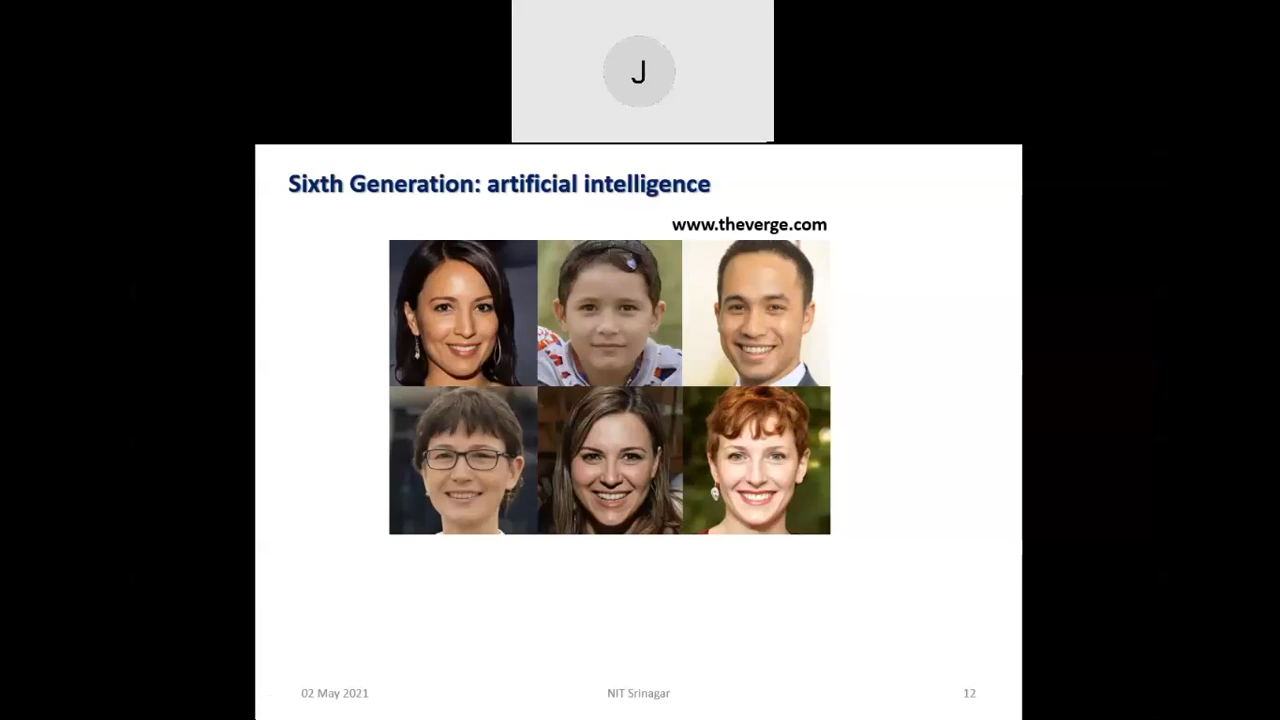 J
Sixth Generation: artificial intelligence
www.theverge.com
02 May 2021
NIT Srinagar
12